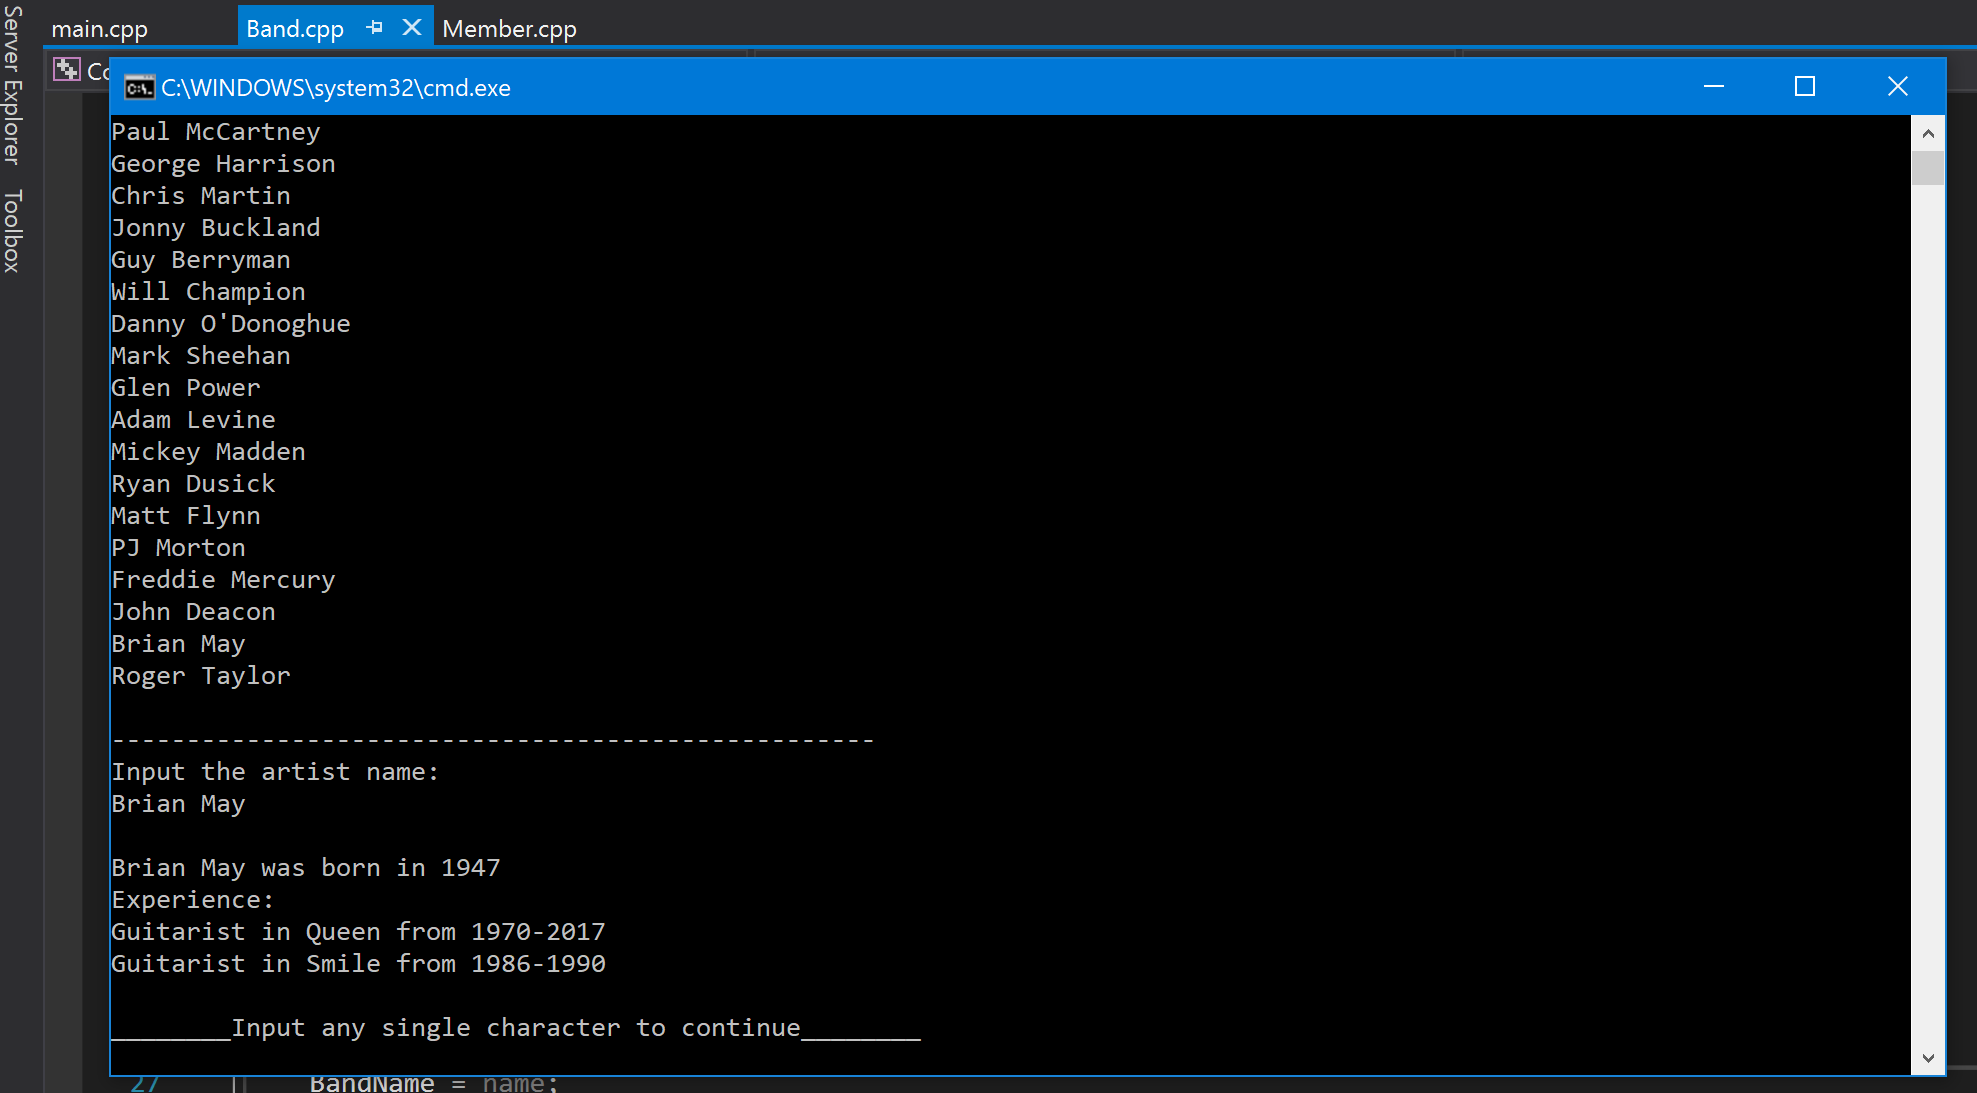 Server Explorer
Toolbox
main.cpp Band.cpp Member.cpp
C:\WINDOWS\system32\cmd.exe
Paul McCartney
George Harrison
Chris Martin
Jonny Buckland
Guy Berryman
Will Champion
Danny O'Donoghue
Mark Sheehan
Glen Power
Adam Levine
Mickey Madden
Ryan Dusick
Matt Flynn
PJ Morton
Freddie Mercury
John Deacon
Brian May
Roger Taylor
---------------------------------------------------
Input the artist name:
Brian May
Brian May was born in 1947
Experience:
Guitarist in Queen from 1970-2017
Guitarist in Smile from 1986-1990
________Input any single character to continue________
27 BandName = name;